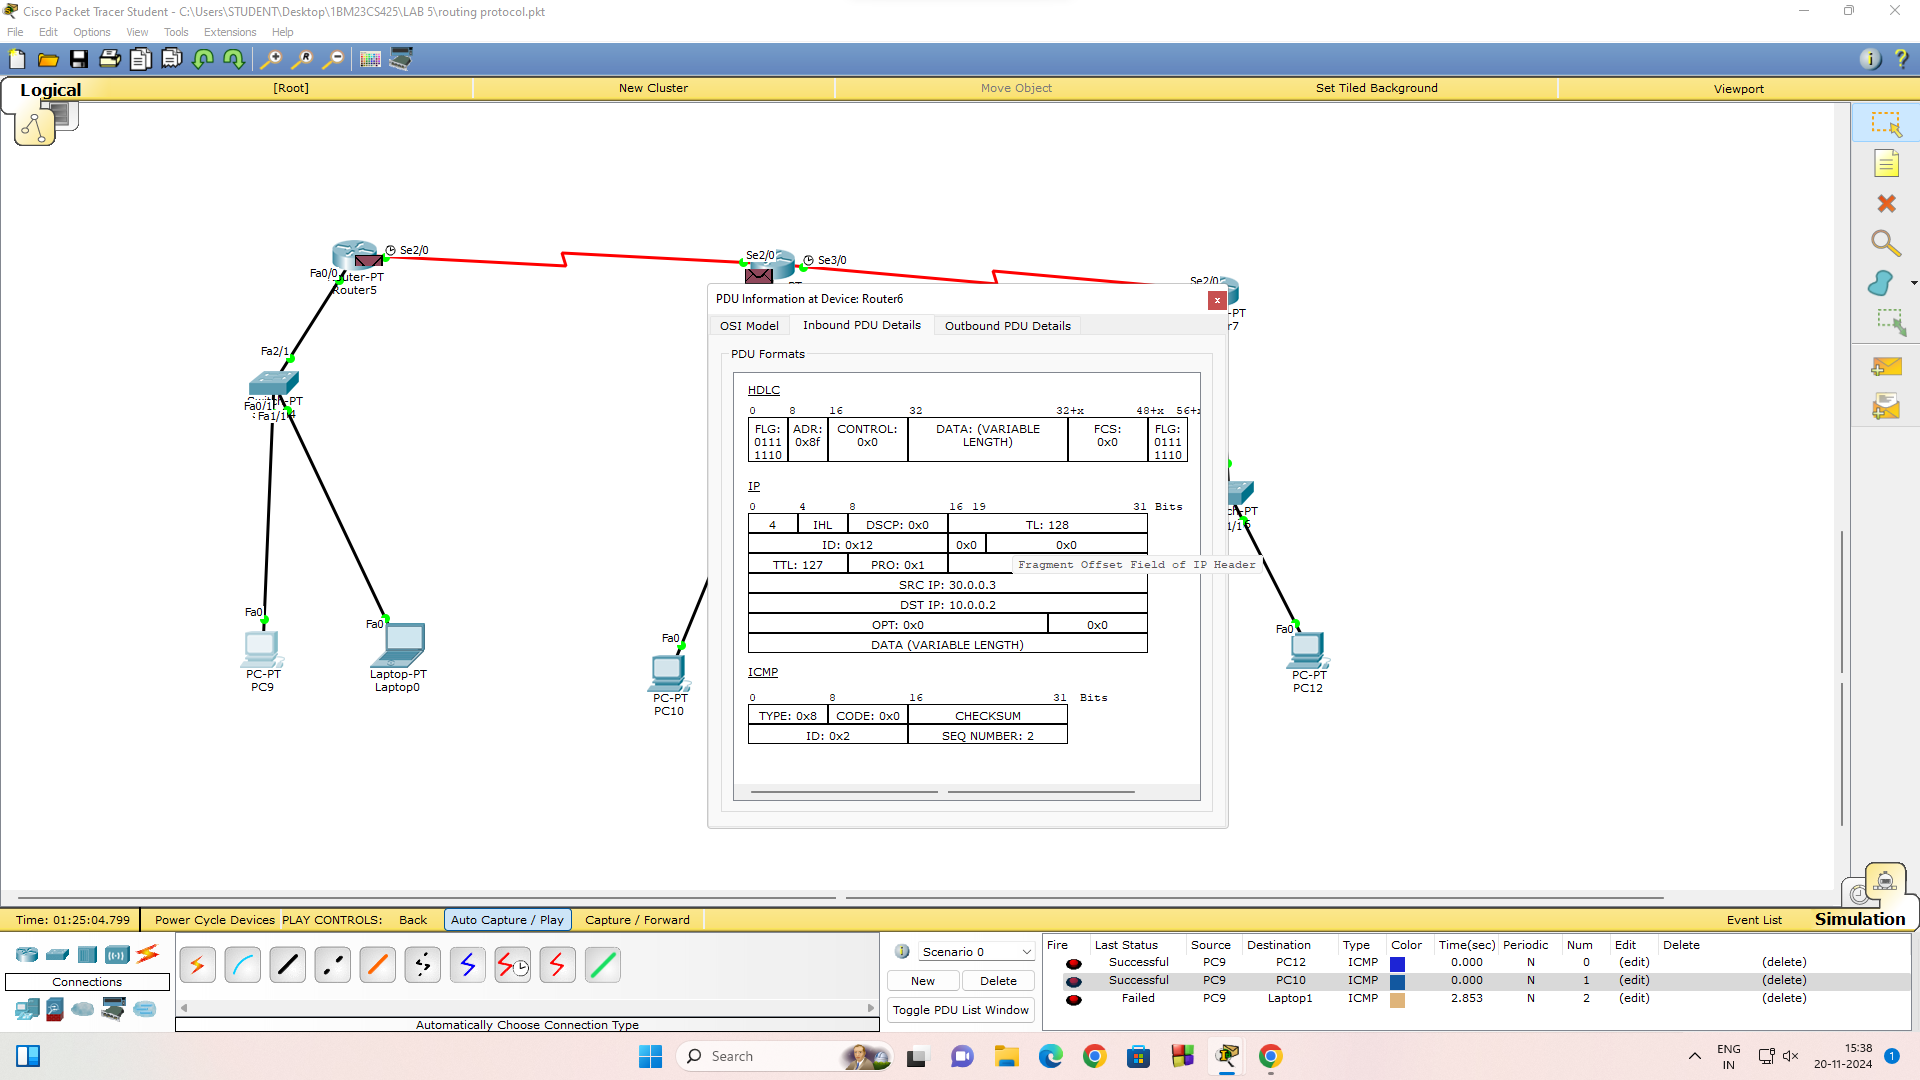 Cisco Packet Tracer Student - C:\Users\STUDENT\Desktop\1BM23CS425\LAB 5\routing protocol.pkt
File Edit Options View Tools Extensions Help
Logical [Root] New Cluster Move Object Set Tiled Background Viewport
Se2/0
Fa0/0
Router5
Se2/0
Se3/0
Se2/0
Fa2/1
Fa0/1
Fa1/1
Fa0
PC-PT
PC9
Fa0
Laptop-PT
Laptop0
Fa0
PC-PT
PC10
Fa0
PC-PT
PC12
PDU Information at Device: Router6
OSI Model Inbound PDU Details Outbound PDU Details
PDU Formats
HDLC
0 8 16 32 32+x 48+x
FLG: 0111 1110 ADR: 0x8f CONTROL: 0x0 DATA: (VARIABLE LENGTH) FCS: 0x0 FLG: 0111 1110
IP
0 4 8 16 19 31 Bits
4 IHL DSCP: 0x0 TL: 128
ID: 0x12 0x0 0x0
TTL: 127 PRO: 0x1
Fragment Offset Field of IP Header
SRC IP: 30.0.0.3
DST IP: 10.0.0.2
OPT: 0x0 0x0
DATA (VARIABLE LENGTH)
ICMP
0 8 16 31 Bits
TYPE: 0x8 CODE: 0x0 CHECKSUM
ID: 0x2 SEQ NUMBER: 2
Time: 01:25:04.799 Power Cycle Devices PLAY CONTROLS: Back Auto Capture / Play Capture / Forward Event List Simulation
Connections
Automatically Choose Connection Type
Scenario 0
New Delete
Toggle PDU List Window
Fire Last Status Source Destination Type Color Time(sec) Periodic Num Edit Delete
Successful PC9 PC12 ICMP 0.000 N 0 (edit) (delete)
Successful PC9 PC10 ICMP 0.000 N 1 (edit) (delete)
Failed PC9 Laptop1 ICMP 2.853 N 2 (edit) (delete)
Search
ENG
IN
15:38
20-11-2024
1